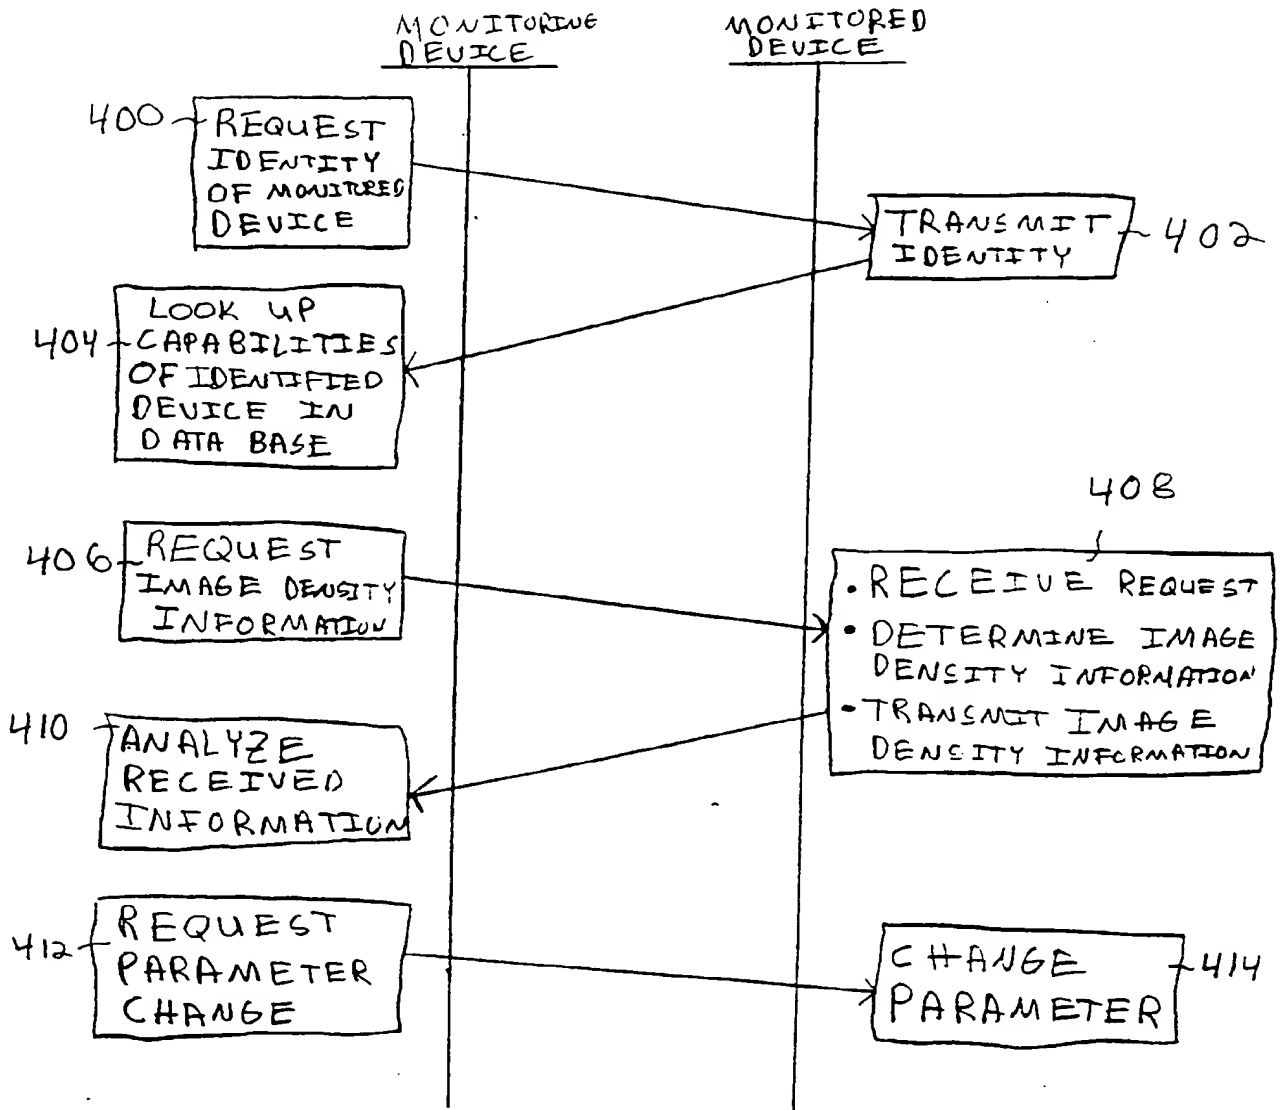 MONITORING
DEVICE
MONITORED
DEVICE
400
REQUEST
IDENTITY
OF MONITORED
DEVICE
TRANSMIT
IDENTITY
402
LOOK UP
404
CAPABILITIES
OF IDENTIFIED
DEVICE IN
DATA BASE
406
REQUEST
IMAGE DENSITY
INFORMATION
408
• RECEIVE REQUEST
• DETERMINE IMAGE
DENSITY INFORMATION
• TRANSMIT IMAGE
DENSITY INFORMATION
410
ANALYZE
RECEIVED
INFORMATION
412
REQUEST
PARAMETER
CHANGE
CHANGE
PARAMETER
414